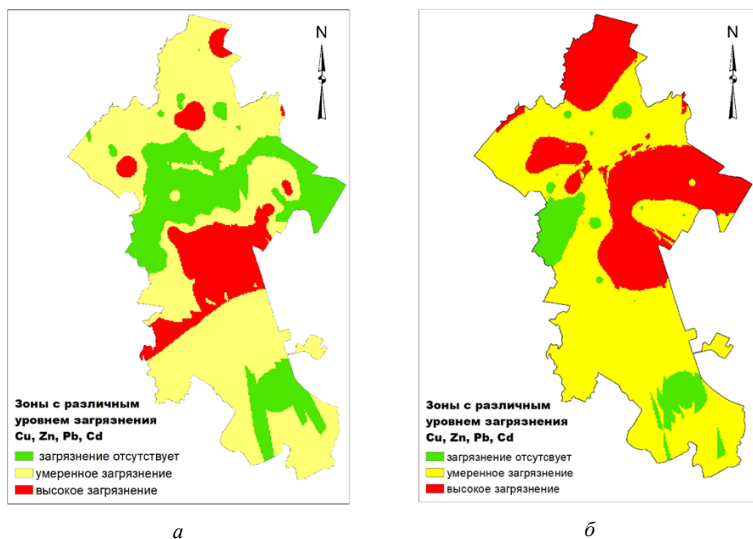 N
Зоны с различным
уровнем загрязнения
Cu, Zn, Pb, Cd
загрязнение отсутствует
умеренное загрязнение
высокое загрязнение
а
N
Зоны с различным
уровнем загрязнения
Cu, Zn, Pb, Cd
загрязнение отсутсвует
умеренное загрязнение
высокое загрязнение
б